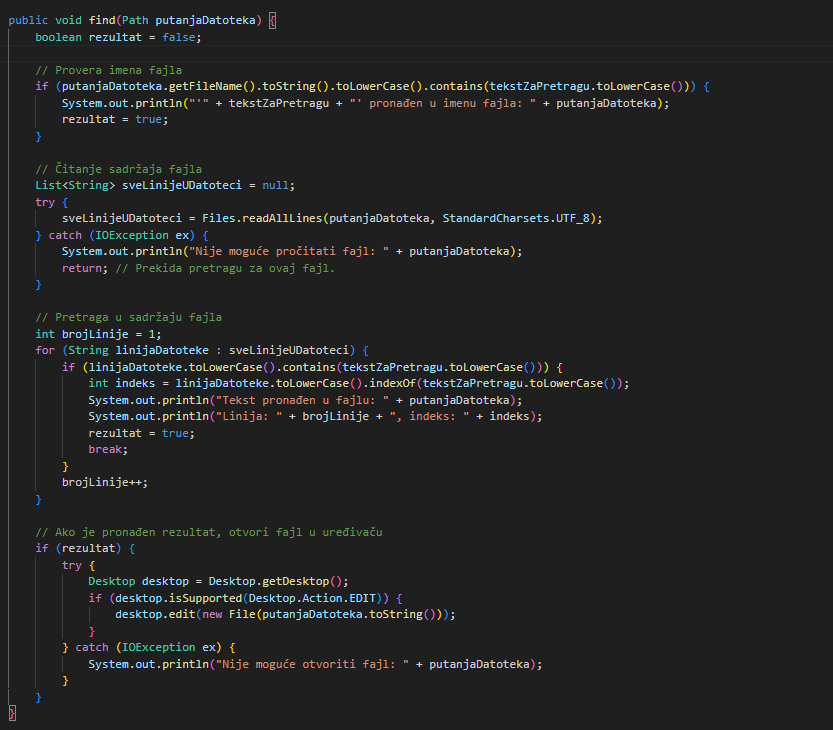 public void find(Path putanjaDatoteka) {
    boolean rezultat = false;

    // Provera imena fajla
    if (putanjaDatoteka.getFileName().toString().toLowerCase().contains(tekstZaPretragu.toLowerCase())) {
        System.out.println("'" + tekstZaPretragu + "' pronađen u imenu fajla: " + putanjaDatoteka);
        rezultat = true;
    }

    // Čitanje sadržaja fajla
    List<String> sveLinijeUDatoteci = null;
    try {
        sveLinijeUDatoteci = Files.readAllLines(putanjaDatoteka, StandardCharsets.UTF_8);
    } catch (IOException ex) {
        System.out.println("Nije moguće pročitati fajl: " + putanjaDatoteka);
        return; // Prekida pretragu za ovaj fajl.
    }

    // Pretraga u sadržaju fajla
    int brojLinije = 1;
    for (String linijaDatoteke : sveLinijeUDatoteci) {
        if (linijaDatoteke.toLowerCase().contains(tekstZaPretragu.toLowerCase())) {
            int indeks = linijaDatoteke.toLowerCase().indexOf(tekstZaPretragu.toLowerCase());
            System.out.println("Tekst pronađen u fajlu: " + putanjaDatoteka);
            System.out.println("Linija: " + brojLinije + ", indeks: " + indeks);
            rezultat = true;
            break;
        }
        brojLinije++;
    }

    // Ako je pronađen rezultat, otvori fajl u uređivaču
    if (rezultat) {
        try {
            Desktop desktop = Desktop.getDesktop();
            if (desktop.isSupported(Desktop.Action.EDIT)) {
                desktop.edit(new File(putanjaDatoteka.toString()));
            }
        } catch (IOException ex) {
            System.out.println("Nije moguće otvoriti fajl: " + putanjaDatoteka);
        }
    }
}